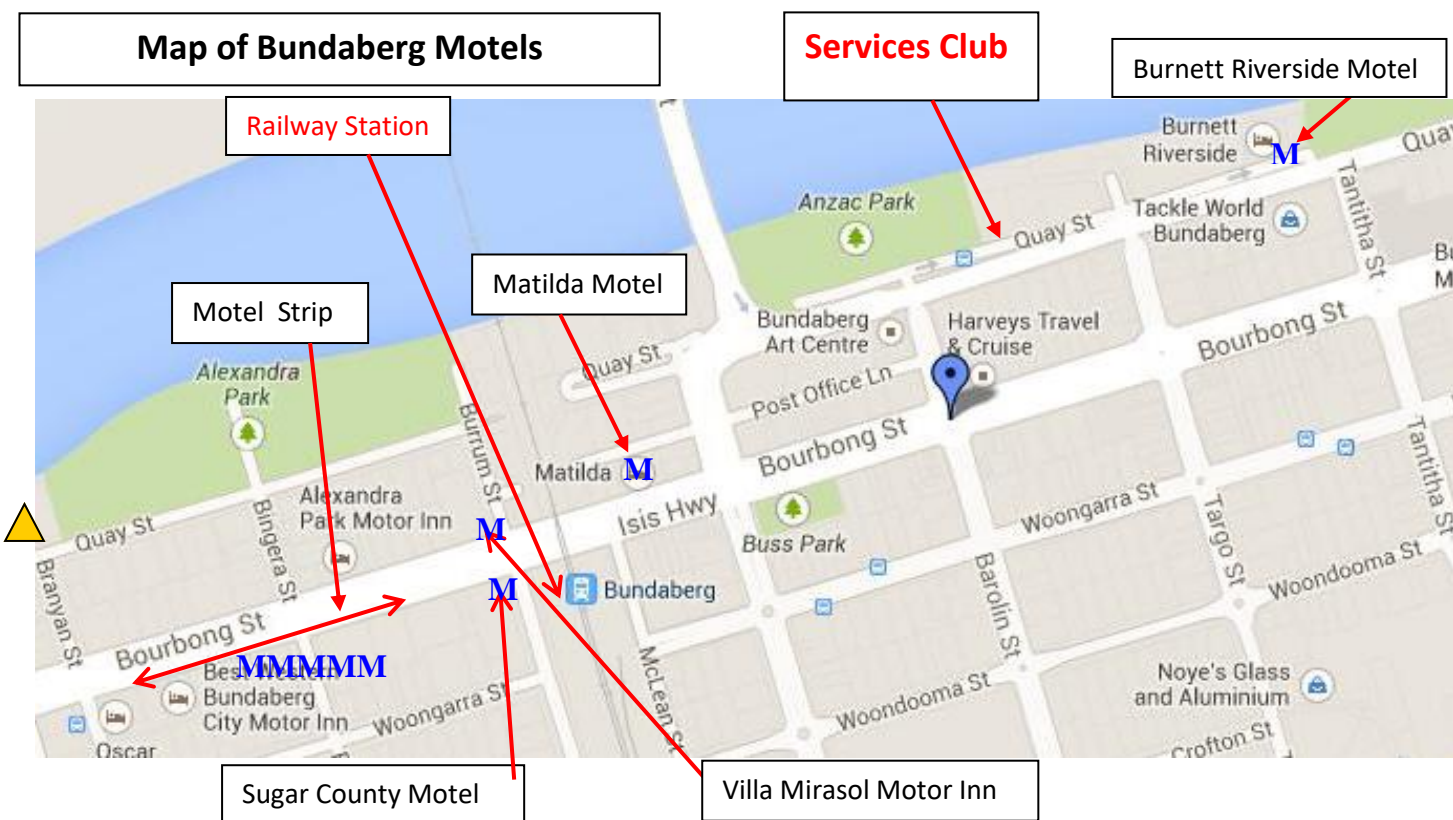 Map of Bundaberg Motels
Services Club
Burnett Riverside Motel
Railway Station
Burnett
Riverside
M
Quay
Anzac Park
Quay St
Tackle World
Bundaberg
Tantitha St
Matilda Motel
Motel Strip
Bundaberg
Art Centre
Harveys Travel
& Cruise
Bourbong St
Alexandra
Park
Quay St
Post Office Ln
Burrum St
Bourbong St
Matilda
M
Isis Hwy
Tantitha St
Alexandra
Park Motor Inn
M
Buss Park
Woongarra St
Targo St
Quay St
Bingera St
Woondooma St
Branyan St
M
Bundaberg
Barolin St
Bourbong St
MMMMM
Best Western
Bundaberg
City Motor Inn
Woongarra St
McLean St
Woondooma St
Noye's Glass
and Aluminium
Oscar
Crofton St
Sugar County Motel
Villa Mirasol Motor Inn